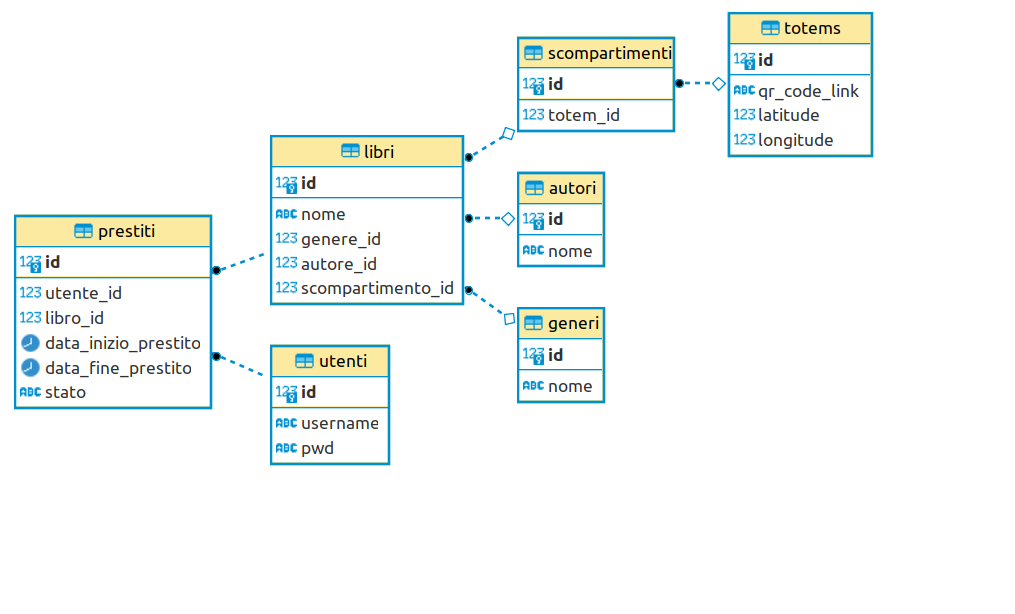 prestiti
123 id
123 utente_id
123 libro_id
data_inizio_prestito
data_fine_prestito
ABC stato
libri
123 id
ABC nome
123 genere_id
123 autore_id
123 scompartimento_id
utenti
123 id
ABC username
ABC pwd
scompartimenti
123 id
123 totem_id
autori
123 id
ABC nome
generi
123 id
ABC nome
totems
123 id
ABC qr_code_link
123 latitude
123 longitude